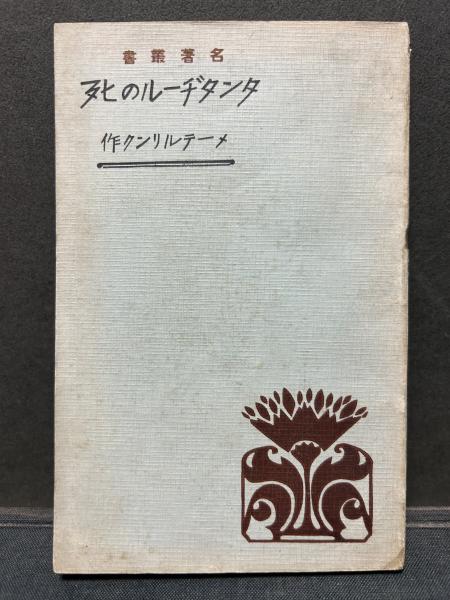 名著叢書
タンタヂールの死
メーテルリンク作